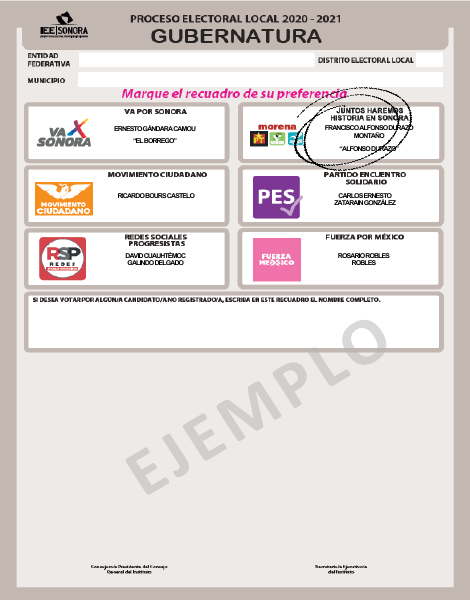 IEE SONORA
PROCESO ELECTORAL LOCAL 2020 - 2021
GUBERNATURA
ENTIDAD
FEDERATIVA
DISTRITO ELECTORAL LOCAL
MUNICIPIO
Marque el recuadro de su preferencia
VA POR SONORA
VA X
SONORA
ERNESTO GÁNDARA CAMOU
"EL BORREGO"
JUNTOS HAREMOS
HISTORIA EN SONORA
morena
FRANCISCO ALFONSO DURAZO
MONTAÑO
"ALFONSO DURAZO"
MOVIMIENTO CIUDADANO
MOVIMIENTO
CIUDADANO
RICARDO BOURS CASTELO
PARTIDO ENCUENTRO
SOLIDARIO
PES
CARLOS ERNESTO
ZATARAIN GONZÁLEZ
REDES SOCIALES
PROGRESISTAS
RSP
REDES
DAVID CUAUHTÉMOC
GALINDO DELGADO
FUERZA POR MÉXICO
FUERZA
MÉXICO
ROSARIO ROBLES
ROBLES
SI DESEA VOTAR POR ALGÚN/A CANDIDATO/A NO REGISTRADO/A, ESCRIBA EN ESTE RECUADRO EL NOMBRE COMPLETO.
EJEMPLO
Consejero/a Presidente del Consejo
General del Instituto
Secretario/a Ejecutivo/a
del Instituto